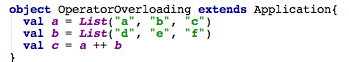 object OperatorOverloading extends Application{
  val a = List("a", "b", "c")
  val b = List("d", "e", "f")
  val c = a ++ b
}